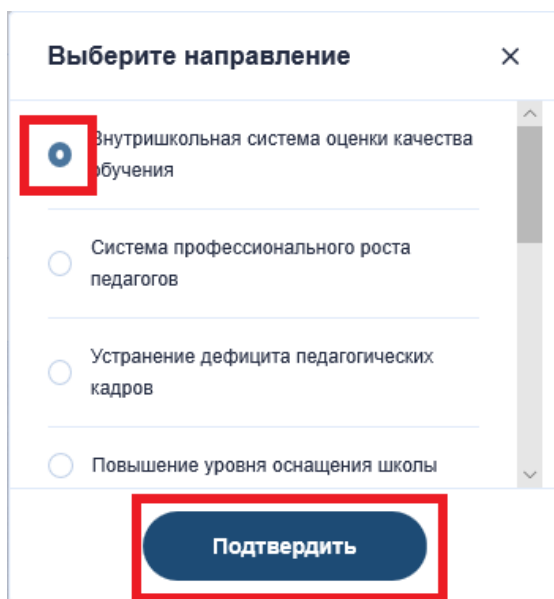 Выберите направление
Внутришкольная система оценки качества
обучения
Система профессионального роста
педагогов
Устранение дефицита педагогических
кадров
Повышение уровня оснащения школы
Подтвердить